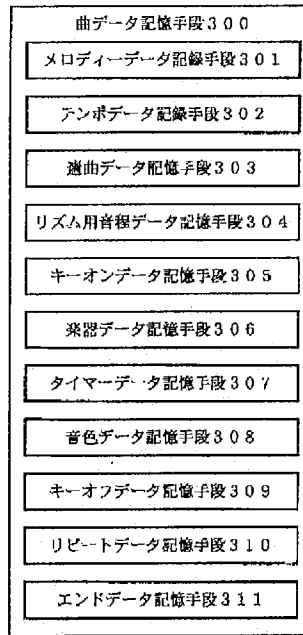 曲データ記憶手段300
メロディーデータ記録手段301
テンポデータ記録手段302
選曲データ記憶手段303
リズム用音程データ記憶手段304
キーオンデータ記憶手段305
楽器データ記憶手段306
タイマーデータ記憶手段307
音色データ記憶手段308
キーオフデータ記憶手段309
リピートデータ記憶手段310
エンドデータ記憶手段311